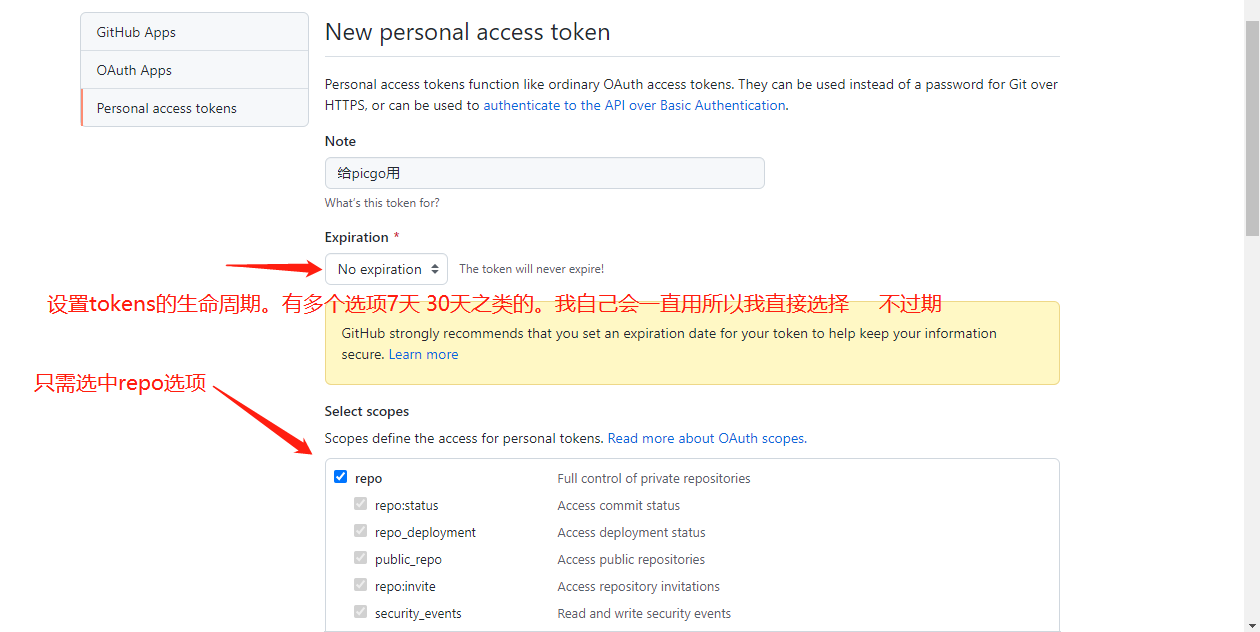 GitHub Apps
OAuth Apps
Personal access tokens
New personal access token
Personal access tokens function like ordinary OAuth access tokens. They can be used instead of a password for Git over
HTTPS, or can be used to authenticate to the API over Basic Authentication.
Note
给picgo用
What's this token for?
Expiration *
No expiration
The token will never expire!
设置tokens的生命周期。有多个选项7天 30天之类的。我自己会一直用所以我直接选择 不过期
GitHub strongly recommends that you set an expiration date for your token to help keep your information
secure. Learn more
只需选中repo选项
Select scopes
Scopes define the access for personal tokens. Read more about OAuth scopes.
repo Full control of private repositories
repo:status Access commit status
repo_deployment Access deployment status
public_repo Access public repositories
repo:invite Access repository invitations
security_events Read and write security events